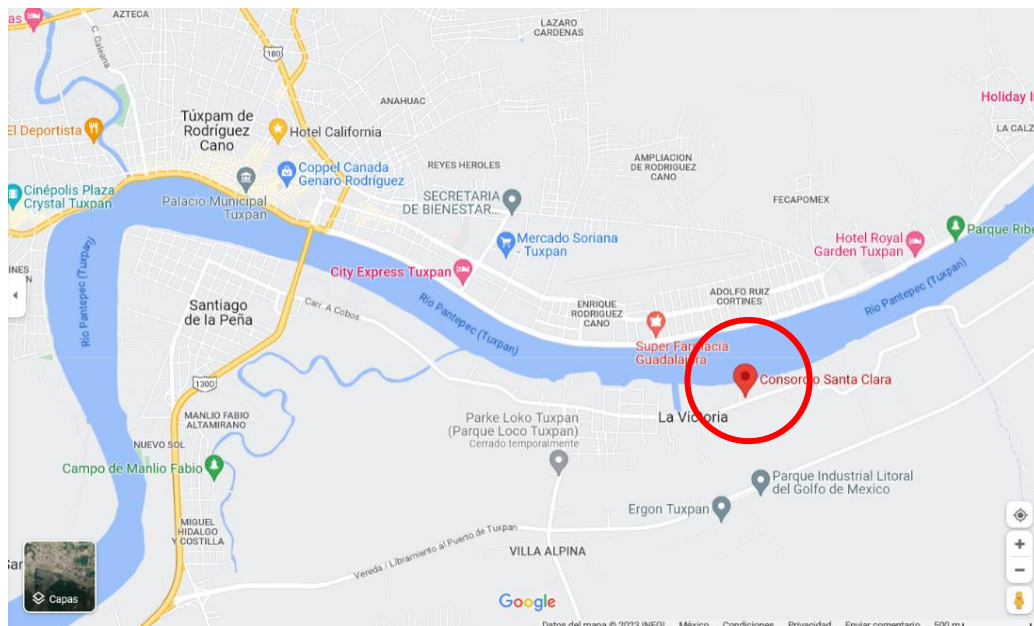 AZTECA
C. Galeana
180
LAZARO
CARDENAS
ANAHUAC
Holiday I
LA CALZ
Túxpam de
Rodríguez
Cano
El Deportista
Hotel California
Coppel Canada
Genaro Rodríguez
REYES HEROLES
AMPLIACION
DE RODRIGUEZ
CANO
Cinépolis Plaza
Crystal Tuxpan
Palacio Municipal
Tuxpan
SECRETARIA
DE BIENESTAR...
FECAPOMEX
Mercado Soriana
- Tuxpan
Hotel Royal
Garden Tuxpan
Parque Ribe
City Express Tuxpan
Río Pantepec (Tuxpan)
Santiago
de la Peña
Carr. A Cobos
Río Pantepec (Tuxpan)
ENRIQUE
RODRIGUEZ
CANO
ADOLFO RUIZ
CORTINES
Río Pantepec (Tuxpan)
Super Farmacia
Guadalajara
Consorcio Santa Clara
1300
MANLIO FABIO
ALTAMIRANO
NUEVO SOL
Parke Loko Tuxpan
(Parque Loco Tuxpan)
Cerrado temporalmente
La Victoria
Campo de Manlio Fabio
Parque Industrial Litoral
del Golfo de Mexico
Ergon Tuxpan
MIGUEL
HIDALGO
Y COSTILLA
Vereda / Libramiento al Puerto de Tuxpan
VILLA ALPINA
Capas
Google
Datos del mapa © 2023 INEGI México Condiciones Privacidad Enviar comentario 500 m